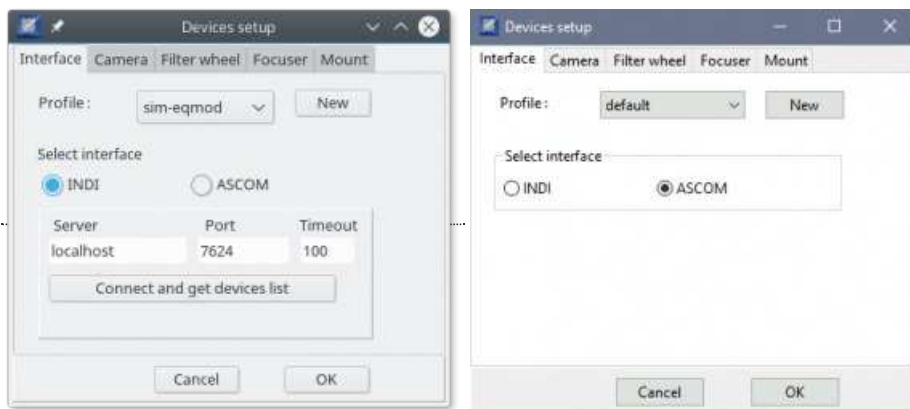 Devices setup
Interface Camera Filter wheel Focuser Mount
Profile: sim-eqmod New
Select interface
INDI ASCOM
Server Port Timeout
localhost 7624 100
Connect and get devices list
Cancel OK
Devices setup
Interface Camera Filter wheel Focuser Mount
Profile: default New
Select interface
INDI ASCOM
Cancel OK